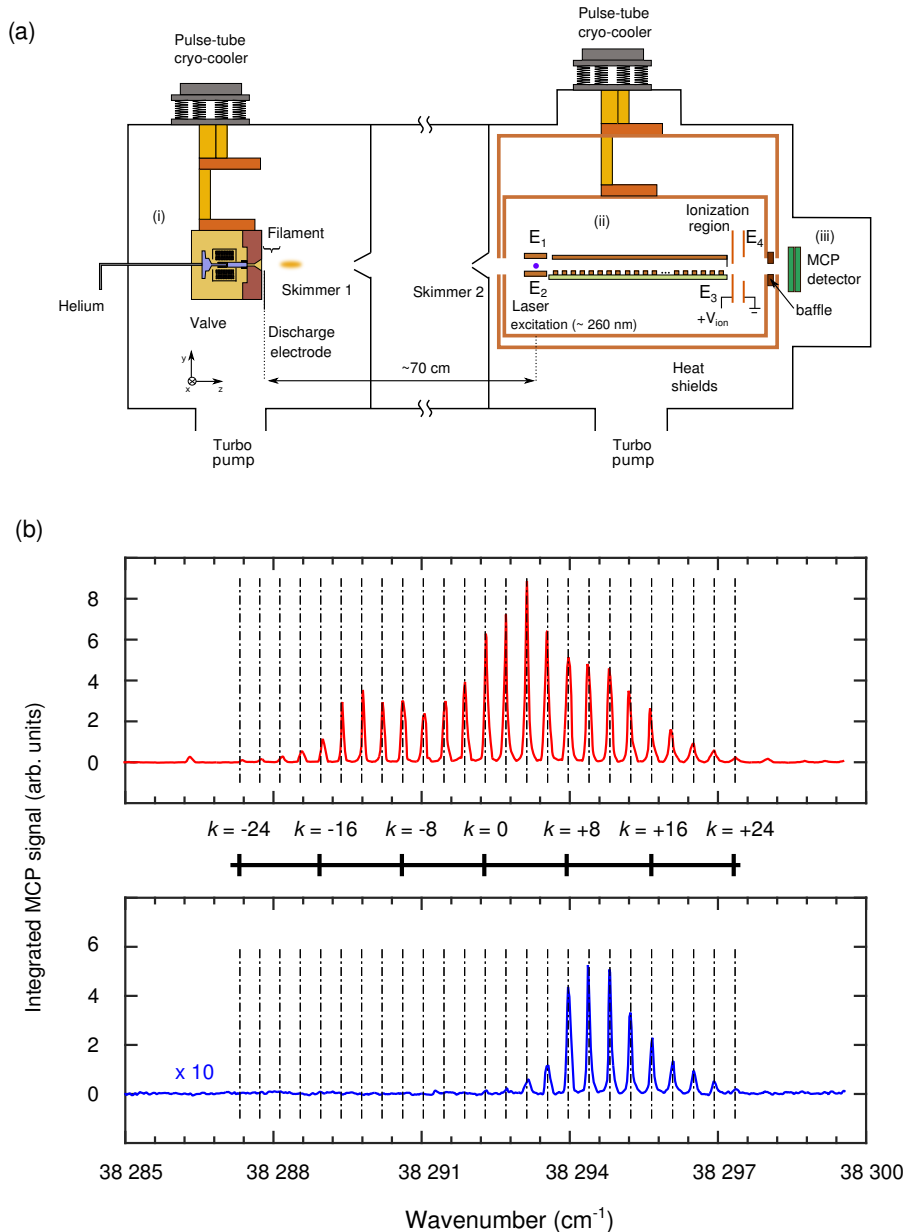 (a)
Pulse-tube
cryo-cooler
Pulse-tube
cryo-cooler
(i)
Filament
Helium
Valve
Discharge
electrode
Skimmer 1
Skimmer 2
y
x
z
~70 cm
(ii)
Ionization
region
E1
E2
E4
E3
Laser
excitation (~ 260 nm)
+Vion
(iii)
MCP
detector
baffle
Heat
shields
Turbo
pump
Turbo
pump
(b)
Integrated MCP signal (arb. units)
8
6
4
2
0
k = -24 k = -16 k = -8 k = 0 k = +8 k = +16 k = +24
6
4
2
0
x 10
38 285 38 288 38 291 38 294 38 297 38 300
Wavenumber (cm-1)